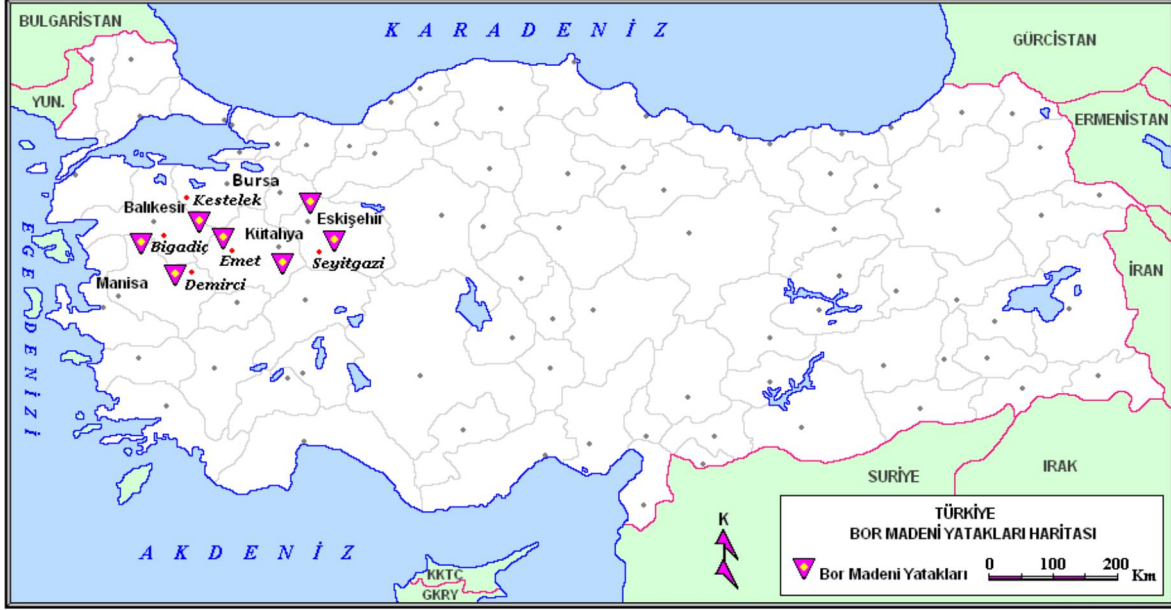 BULGARİSTAN
K A R A D E N İ Z
GÜRCİSTAN
YUN.
ERMENİSTAN
Bursa
Kestelek
Balıkesir
Eskişehir
Kütahya
Bigadiç
Emet
Seyitgazi
İRAN
Manisa
Demirci
E G E D E N İ Z İ
SURİYE
IRAK
A K D E N İ Z
KKTC
GKRY
K
TÜRKİYE
BOR MADENİ YATAKLARI HARİTASI
Bor Madeni Yatakları
0 100 200
Km